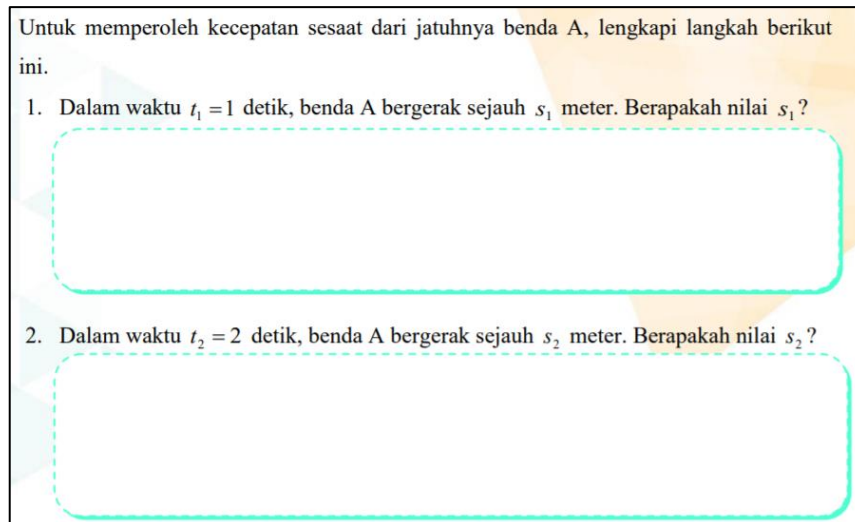 Untuk memperoleh kecepatan sesaat dari jatuhnya benda A, lengkapi langkah berikut
ini.
1. Dalam waktu t₁ = 1 detik, benda A bergerak sejauh s₁ meter. Berapakah nilai s₁?
2. Dalam waktu t₂ = 2 detik, benda A bergerak sejauh s₂ meter. Berapakah nilai s₂?